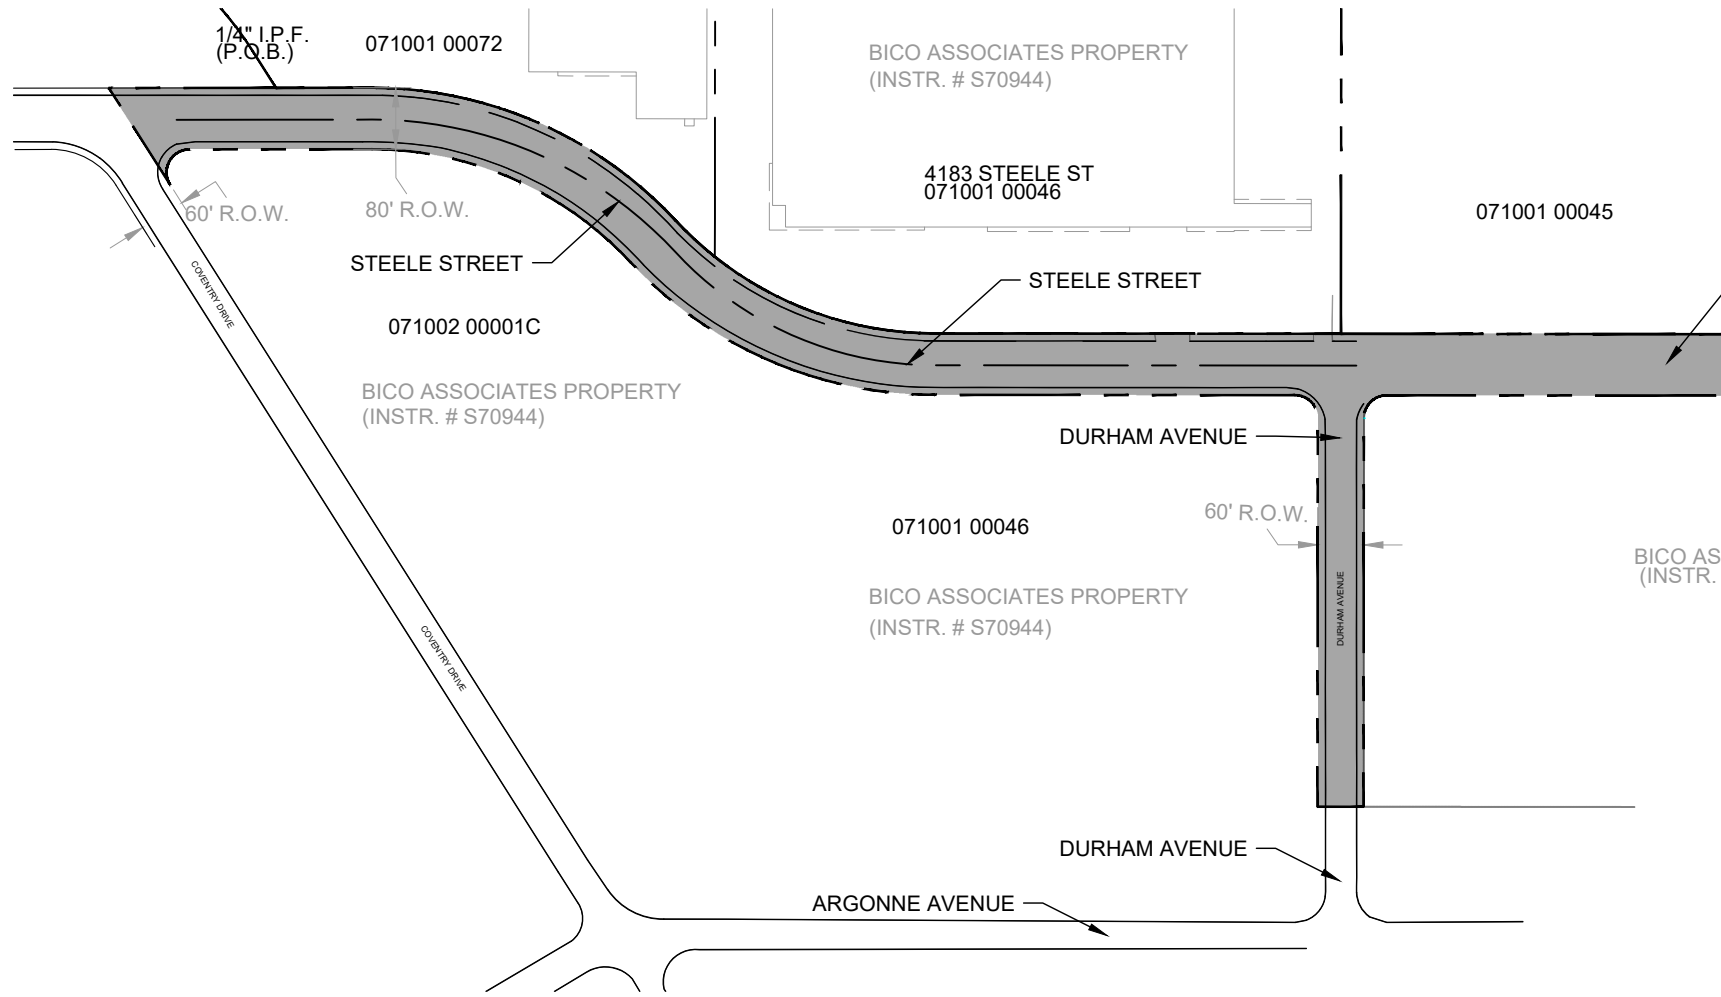 1/4" I.P.F.
(P.O.B.)
071001 00072
BICO ASSOCIATES PROPERTY
(INSTR. # S70944)
4183 STEELE ST
071001 00046
071001 00045
60' R.O.W.
80' R.O.W.
STEELE STREET
STEELE STREET
COVENTRY DRIVE
071002 00001C
BICO ASSOCIATES PROPERTY
(INSTR. # S70944)
DURHAM AVENUE
071001 00046
60' R.O.W.
BICO AS
(INSTR.
BICO ASSOCIATES PROPERTY
(INSTR. # S70944)
DURHAM AVENUE
COVENTRY DRIVE
DURHAM AVENUE
ARGONNE AVENUE